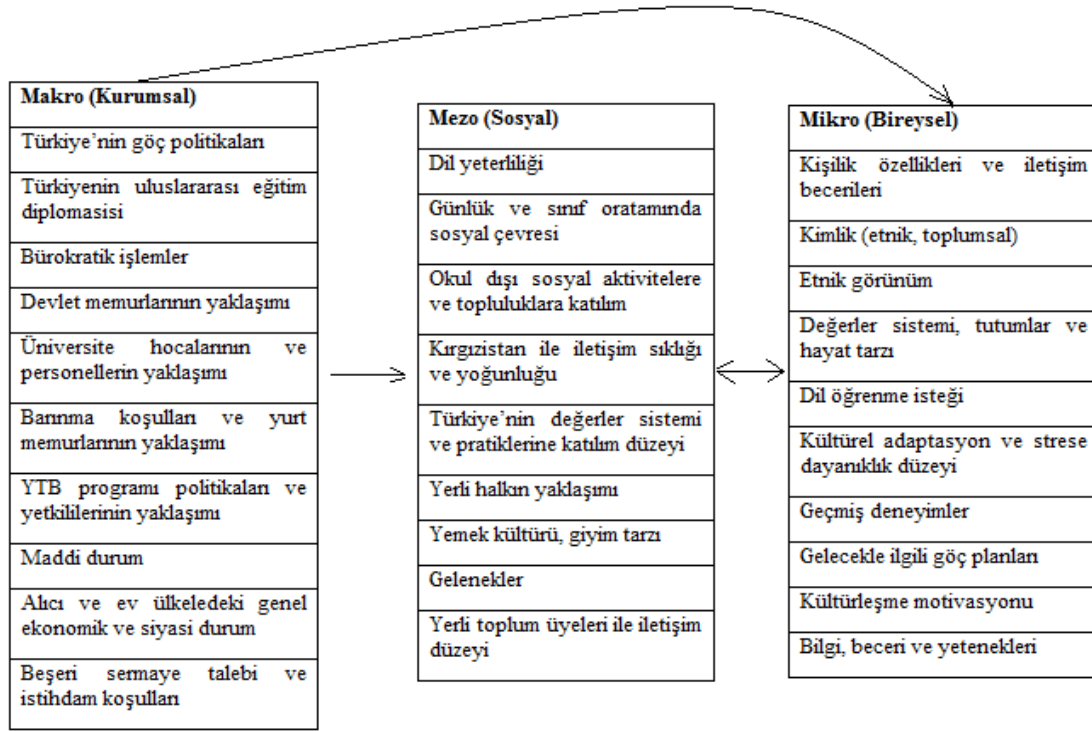 Makro (Kurumsal)
Türkiye’nin göç politikaları
Türkiyenin uluslararası eğitim
diplomasisi
Bürokratik işlemler
Devlet memurlarının yaklaşımı
Üniversite hocalarının ve
personellerin yaklaşımı
Barınma koşulları ve yurt
memurlarının yaklaşımı
YTB programı politikaları ve
yetkililerinin yaklaşımı
Maddi durum
Alıcı ve ev ülkeledeki genel
ekonomik ve siyasi durum
Beşeri sermaye talebi ve
istihdam koşulları
Mezo (Sosyal)
Dil yeterliliği
Günlük ve sınıf oratamında
sosyal çevresi
Okul dışı sosyal aktivitelere
ve topluluklara katılım
Kırgızistan ile iletişim sıklığı
ve yoğunluğu
Türkiye’nin değerler sistemi
ve pratiklerine katılım düzeyi
Yerli halkın yaklaşımı
Yemek kültürü, giyim tarzı
Gelenekler
Yerli toplum üyeleri ile iletişim
düzeyi
Mikro (Bireysel)
Kişilik özellikleri ve iletişim
becerileri
Kimlik (etnik, toplumsal)
Etnik görünüm
Değerler sistemi, tutumlar ve
hayat tarzı
Dil öğrenme isteği
Kültürel adaptasyon ve strese
dayanıklık düzeyi
Geçmiş deneyimler
Gelecekle ilgili göç planları
Kültürleşme motivasyonu
Bilgi, beceri ve yetenekleri